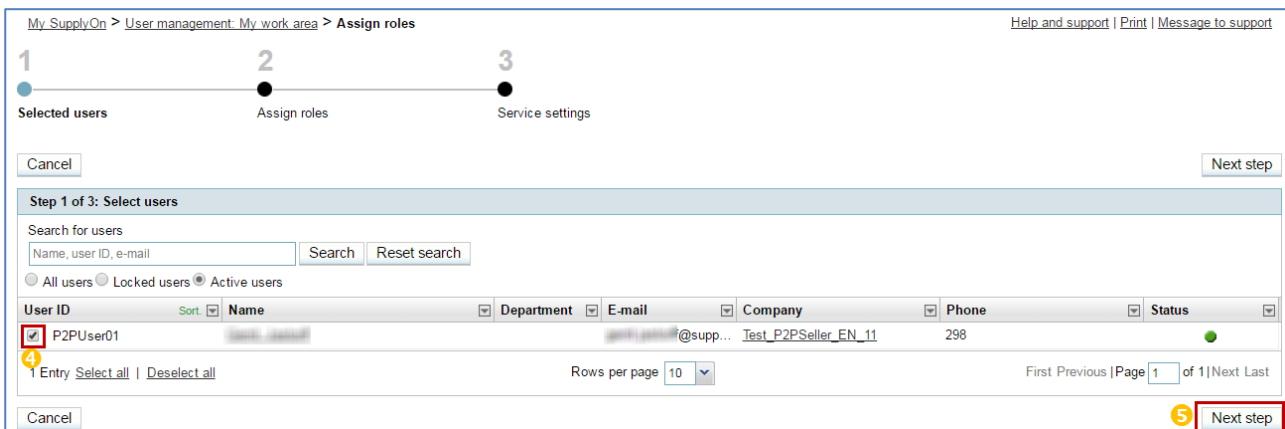 My SupplyOn > User management: My work area > Assign roles Help and support | Print | Message to support
1 2 3
Selected users Assign roles Service settings
Cancel Next step
Step 1 of 3: Select users
Search for users
Name, user ID, e-mail Search Reset search
All users Locked users Active users
User ID Sort. Name Department E-mail Company Phone Status
P2PUser01 @supp... Test_P2PSeller_EN_11 298
4
1 Entry Select all | Deselect all Rows per page 10 First Previous |Page 1 of 1|Next Last
Cancel 5 Next step